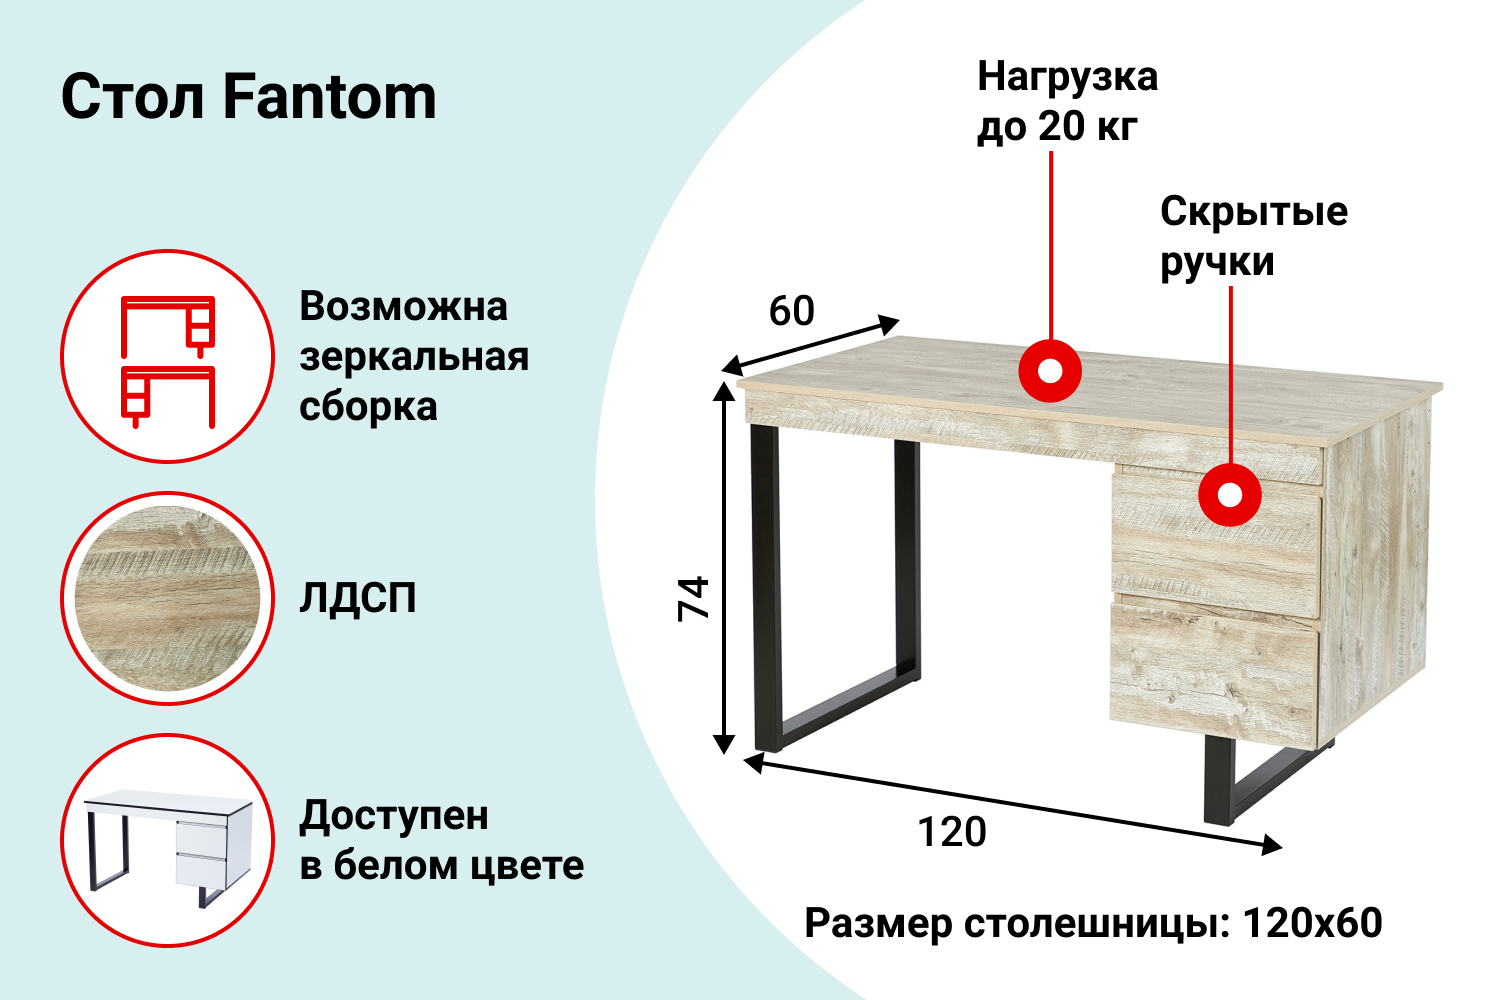 Стол Fantom
Возможна
зеркальная
сборка
ЛДСП
Доступен
в белом цвете
Нагрузка
до 20 кг
Скрытые
ручки
60
74
120
Размер столешницы: 120х60